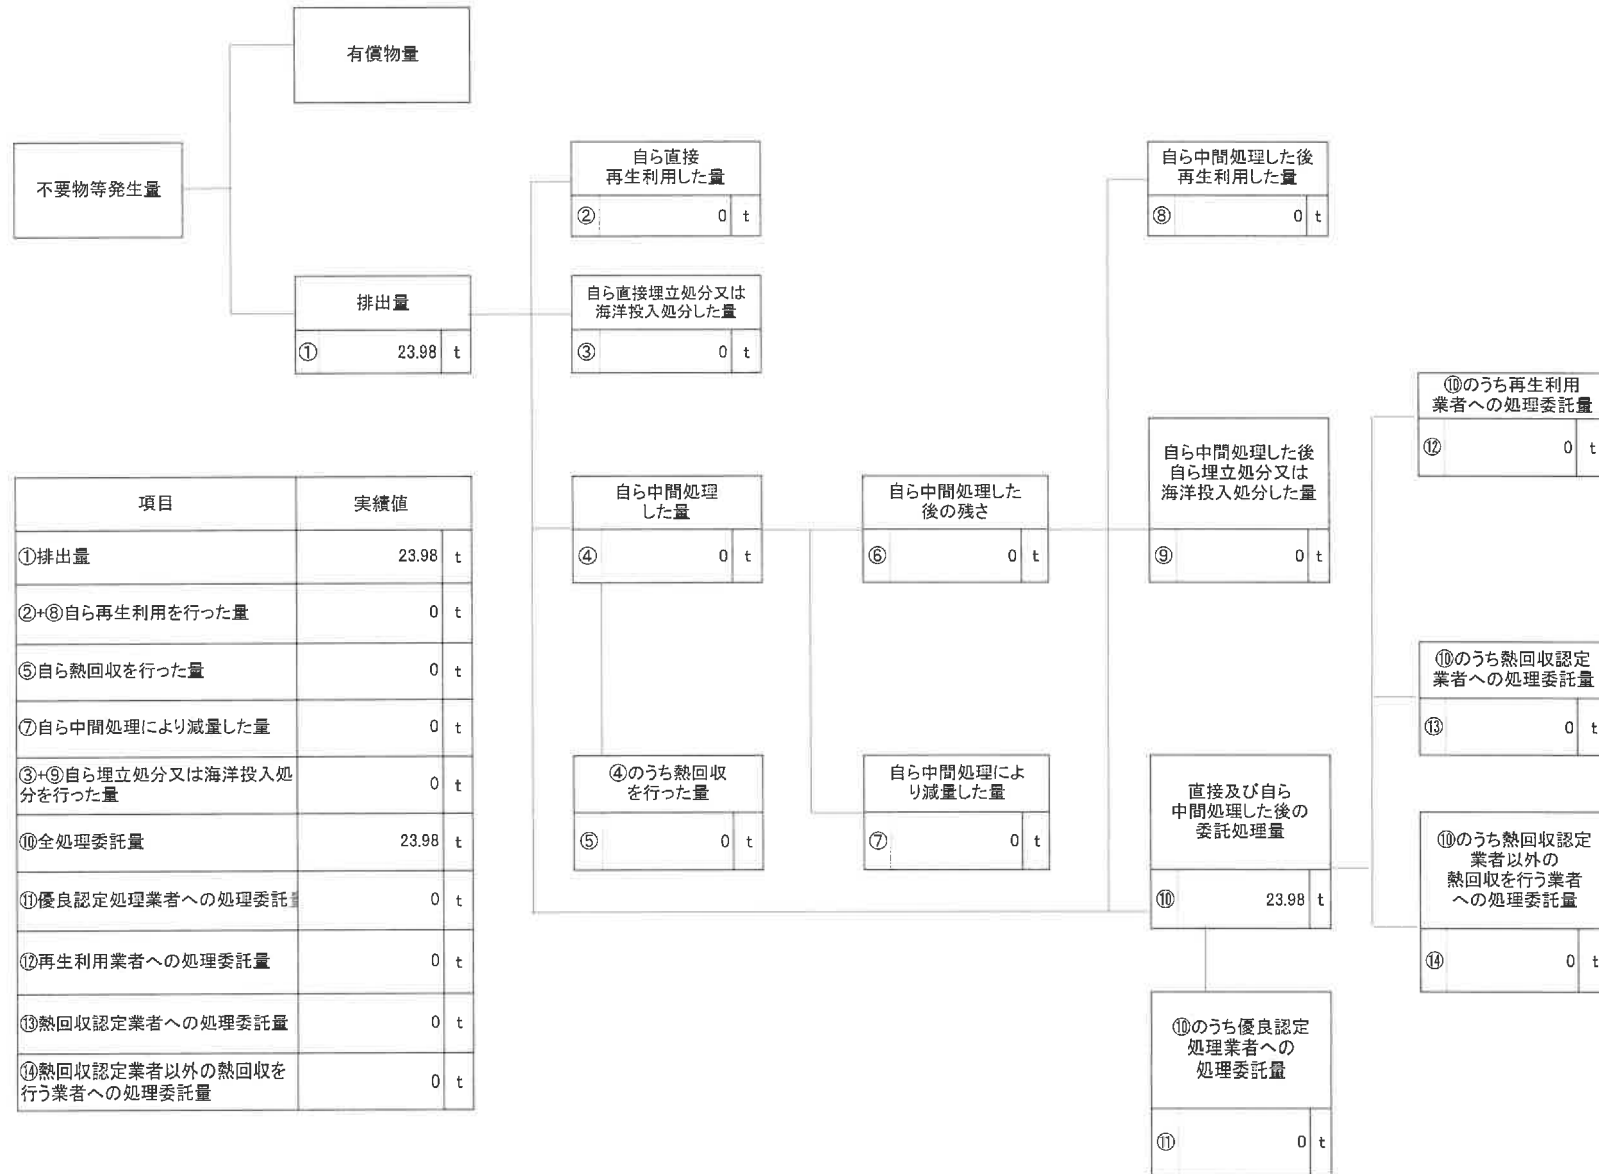 有償物量
不要物等発生量
排出量
① 23.98 t
自ら直接
再生利用した量
② 0 t
自ら直接埋立処分又は
海洋投入処分した量
③ 0 t
自ら中間処理
した量
④ 0 t
④のうち熱回収
を行った量
⑤ 0 t
自ら中間処理した
後の残さ
⑥ 0 t
自ら中間処理によ
り減量した量
⑦ 0 t
自ら中間処理した後
再生利用した量
⑧ 0 t
自ら中間処理した後
自ら埋立処分又は
海洋投入処分した量
⑨ 0 t
直接及び自ら
中間処理した後の
委託処理量
⑩ 23.98 t
⑩のうち優良認定
処理業者への
処理委託量
⑪ 0 t
⑩のうち再生利用
業者への処理委託量
⑫ 0 t
⑩のうち熱回収認定
業者への処理委託量
⑬ 0 t
⑩のうち熱回収認定
業者以外の
熱回収を行う業者
への処理委託量
⑭ 0 t
項目 実績値
①排出量 23.98 t
②+⑧自ら再生利用を行った量 0 t
⑤自ら熱回収を行った量 0 t
⑦自ら中間処理により減量した量 0 t
③+⑨自ら埋立処分又は海洋投入処
分を行った量 0 t
⑩全処理委託量 23.98 t
⑪優良認定処理業者への処理委託 0 t
⑫再生利用業者への処理委託量 0 t
⑬熱回収認定業者への処理委託量 0 t
⑭熱回収認定業者以外の熱回収を
行う業者への処理委託量 0 t